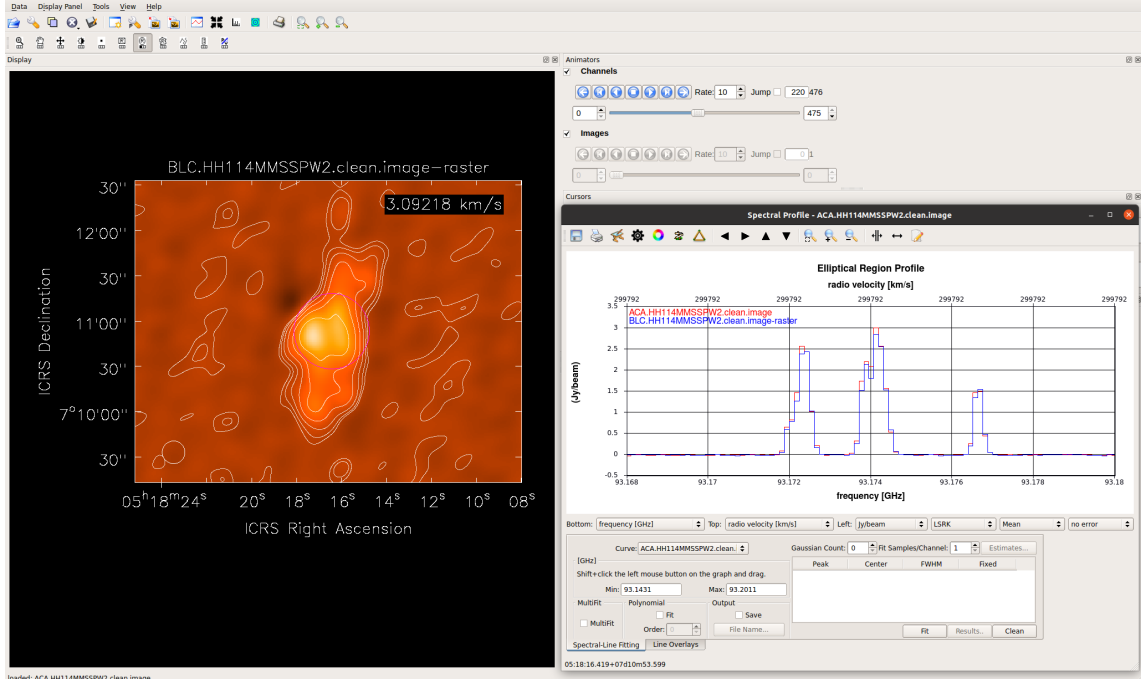 Data Display Panel Tools View Help
Display
Animators
Channels
Rate: 10 Jump 220 476
0 475
Images
Rate: 10 Jump 0 1
0 0
Cursors
BLC.HH114MMSSPW2.clean.image-raster
3.09218 km/s
30''
12'00''
30''
11'00''
30''
7°10'00''
30''
ICRS Declination
05h18m24s 20s 18s 16s 14s 12s 10s 08s
ICRS Right Ascension
Spectral Profile - ACA.HH114MMSSPW2.clean.image
Elliptical Region Profile
radio velocity [km/s]
299792 299792 299792 299792 299792 299792 299792
ACA.HH114MMSSPW2.clean.image
BLC.HH114MMSSPW2.clean.image-raster
3.5
3
2.5
2
1.5
1
0.5
0
-0.5
(Jy/beam)
93.168 93.17 93.172 93.174 93.176 93.178 93.18
frequency [GHz]
Bottom: frequency [GHz] Top: radio velocity [km/s] Left: Jy/beam LSRK Mean no error
Curve: ACA.HH114MMSSPW2.clean.
Gaussian Count: 0 Fit Samples/Channel: 1 Estimates...
[GHz]
Peak Center FWHM Fixed
Shift+click the left mouse button on the graph and drag.
Min: 93.1431 Max: 93.2011
MultiFit Polynomial Output
MultiFit Fit Save
Order: 0 File Name...
Fit Results.. Clean
Spectral-Line Fitting Line Overlays
05:18:16.419+07d10m53.599
loaded: ACA.HH114MMSSPW2.clean.image